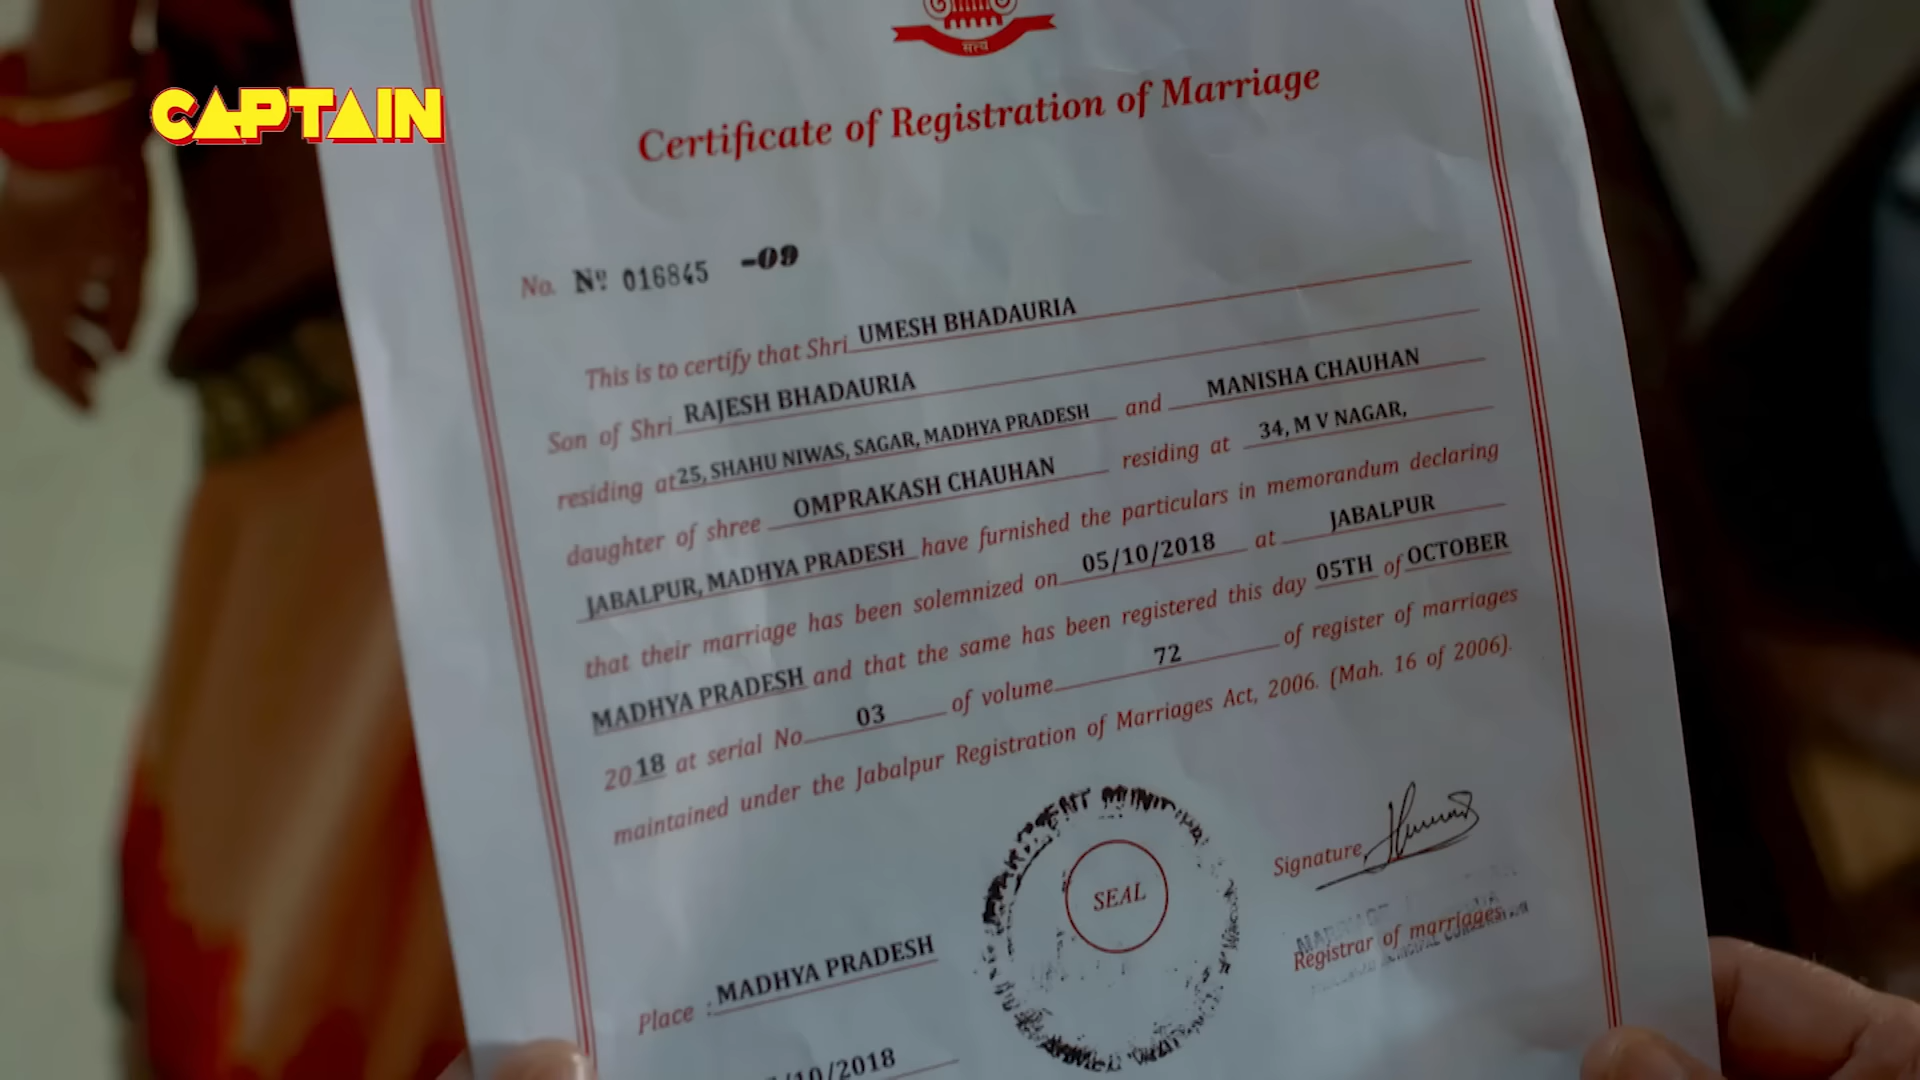 CAPTAIN
सत्य
Certificate of Registration of Marriage
No. Nº 016845 -09
This is to certify that Shri UMESH BHADAURIA
Son of Shri RAJESH BHADAURIA
residing at 25, SHAHU NIWAS, SAGAR, MADHYA PRADESH and MANISHA CHAUHAN
daughter of shree OMPRAKASH CHAUHAN residing at 34, M V NAGAR,
JABALPUR, MADHYA PRADESH have furnished the particulars in memorandum declaring
that their marriage has been solemnized on 05/10/2018 at JABALPUR
MADHYA PRADESH and that the same has been registered this day 05TH of OCTOBER
2018 at serial No 03 of volume 72 of register of marriages
maintained under the Jabalpur Registration of Marriages Act, 2006. (Mah. 16 of 2006).
SEAL
Signature
Registrar of marriages
Place : MADHYA PRADESH
/10/2018